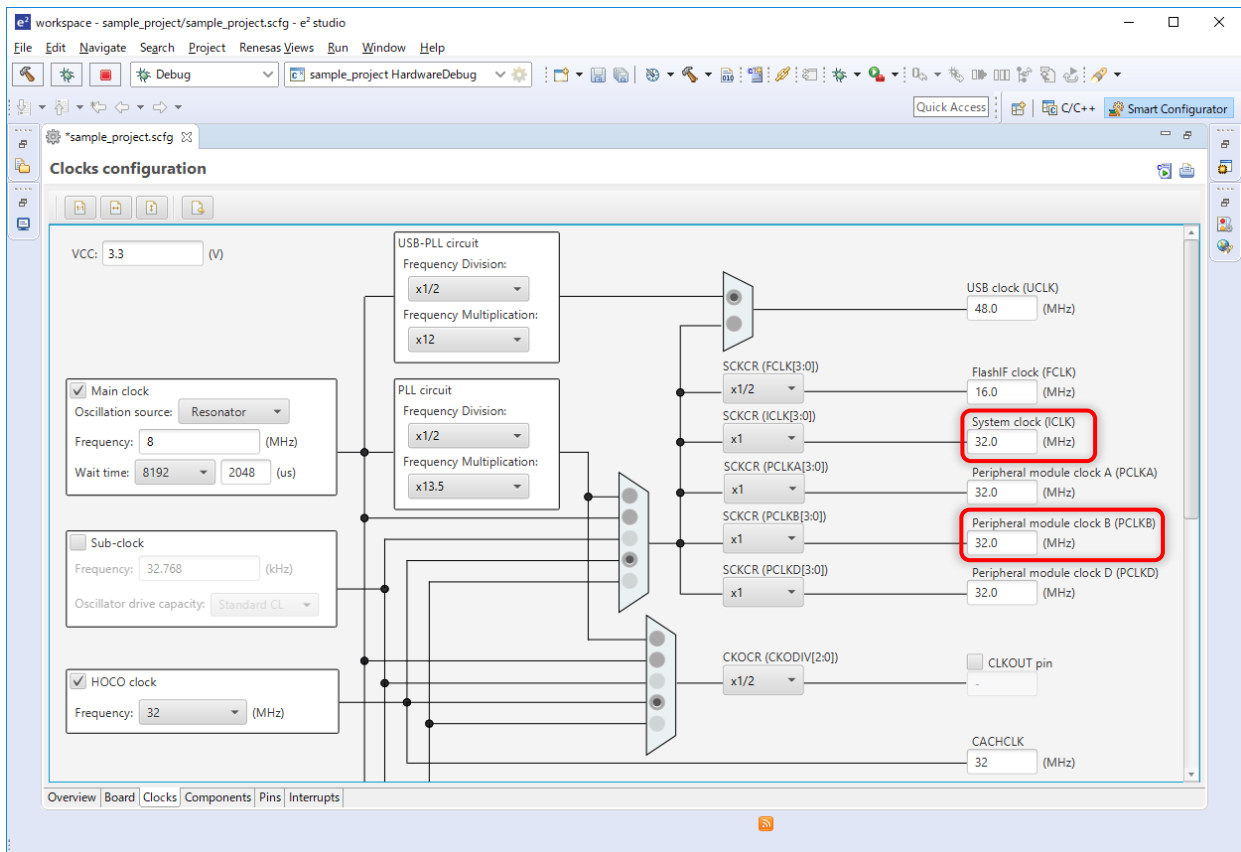 e² workspace - sample_project/sample_project.scfg - e² studio
File Edit Navigate Search Project Renesas Views Run Window Help
Debug
sample_project HardwareDebug
Quick Access
C/C++
Smart Configurator
*sample_project.scfg
Clocks configuration
VCC: 3.3 (V)
USB-PLL circuit
Frequency Division:
x1/2
Frequency Multiplication:
x12
USB clock (UCLK)
48.0 (MHz)
Main clock
Oscillation source: Resonator
Frequency: 8 (MHz)
Wait time: 8192 2048 (us)
PLL circuit
Frequency Division:
x1/2
Frequency Multiplication:
x13.5
SCKCR (FCLK[3:0])
x1/2
FlashIF clock (FCLK)
16.0 (MHz)
SCKCR (ICLK[3:0])
x1
System clock (ICLK)
32.0 (MHz)
SCKCR (PCLKA[3:0])
x1
Peripheral module clock A (PCLKA)
32.0 (MHz)
SCKCR (PCLKB[3:0])
x1
Peripheral module clock B (PCLKB)
32.0 (MHz)
SCKCR (PCLKD[3:0])
x1
Peripheral module clock D (PCLKD)
32.0 (MHz)
Sub-clock
Frequency: 32.768 (kHz)
Oscillator drive capacity: Standard CL
HOCO clock
Frequency: 32 (MHz)
CKOCR (CKODIV[2:0])
x1/2
CLKOUT pin
-
CACHCLK
32 (MHz)
Overview Board Clocks Components Pins Interrupts